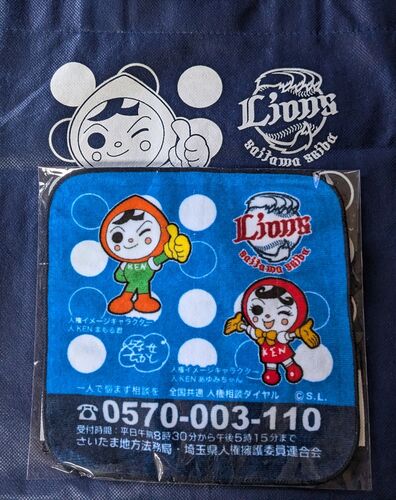 Lions
saitama seibu
Lions
saitama seibu
KEN
人権イメージキャラクター
人KENまもる君
KEN
人権イメージキャラクター
人KENあゆみちゃん
一人で悩まず相談を 全国共通 人権相談ダイヤル
©S.L.
☎0570-003-110
受付時間:平日午前8時30分から午後5時15分まで
さいたま地方法務局・埼玉県人権擁護委員連合会